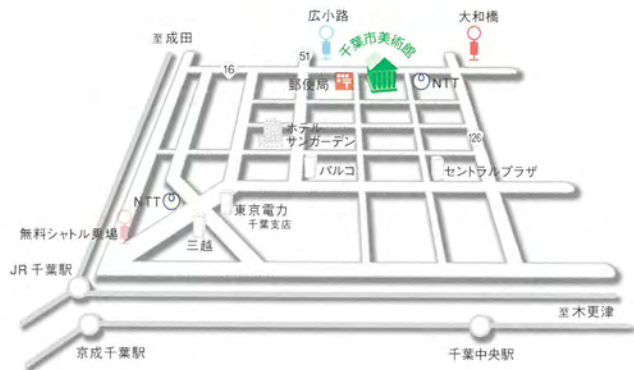 広小路
大和橋
千葉市美術館
至成田
51
16
郵便局
NTT
ホテル
サンガーデン
126
パルコ
セントラルプラザ
NTT
東京電力
千葉支店
無料シャトル乗場
三越
JR千葉駅
至木更津
京成千葉駅
千葉中央駅